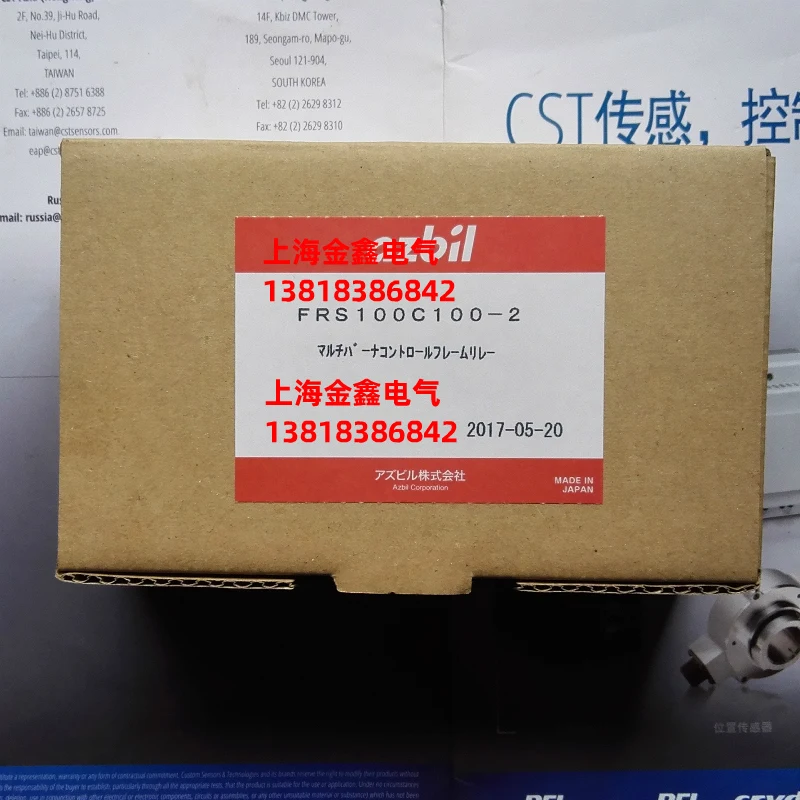 2F, No.39, Ji-Hu Road,
Nei-Hu District,
Taipei, 114,
TAIWAN
Tel: +886 (2) 8751 6388
Fax: +886 (2) 2657 8725
Email: taiwan@cstsensors.com
14F, Kbiz DMC Tower,
189, Seongam-ro, Mapo-gu,
Seoul 121-904,
SOUTH KOREA
Tel: +82 (2) 2629 8312
Fax: +82 (2) 2629 8310
CST传感，控制
azbil
上海金鑫电气
13818386842
FRS100C100-2
マルチバーナコントロールフレームリレー
上海金鑫电气
13818386842
2017-05-20
アズビル株式会社
Azbil Corporation
MADE IN
JAPAN
位置传感器